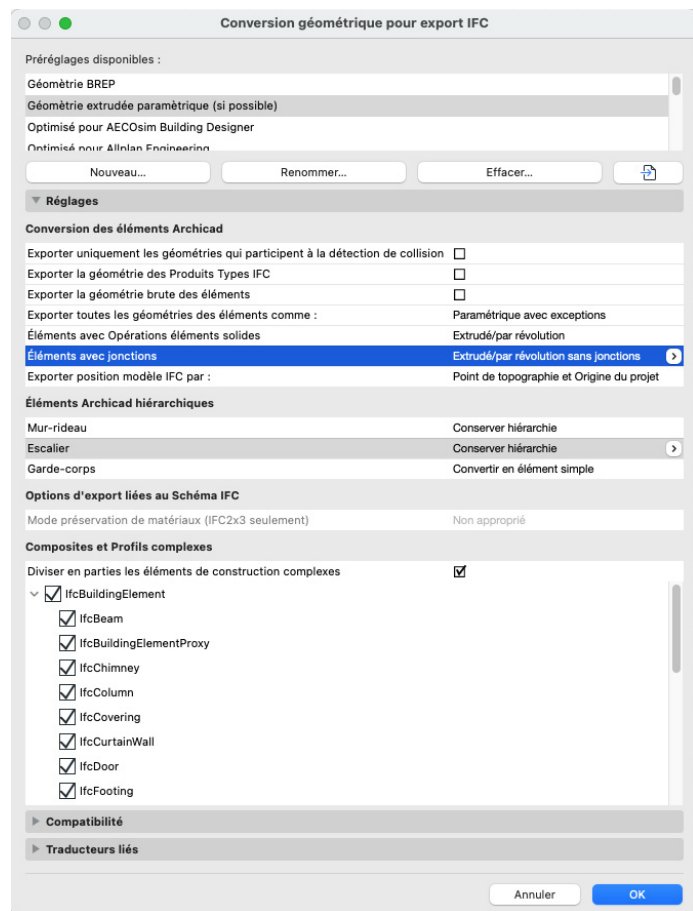 Conversion géométrique pour export IFC
Préréglages disponibles :
Géomètrie BREP
Géomètrie extrudée paramètrique (si possible)
Optimisé pour AECOsim Building Designer
Optimisé pour Allplan Engineering
Nouveau... Renommer... Effacer...
Réglages
Conversion des éléments Archicad
Exporter uniquement les géométries qui participent à la détection de collision
Exporter la géométrie des Produits Types IFC
Exporter la géométrie brute des éléments
Exporter toutes les géométries des éléments comme : Paramétrique avec exceptions
Éléments avec Opérations éléments solides Extrudé/par révolution
Éléments avec jonctions Extrudé/par révolution sans jonctions
Exporter position modèle IFC par : Point de topographie et Origine du projet
Éléments Archicad hiérarchiques
Mur-rideau Conserver hiérarchie
Escalier Conserver hiérarchie
Garde-corps Convertir en élément simple
Options d'export liées au Schéma IFC
Mode préservation de matériaux (IFC2x3 seulement) Non approprié
Composites et Profils complexes
Diviser en parties les éléments de construction complexes
IfcBuildingElement
IfcBeam
IfcBuildingElementProxy
IfcChimney
IfcColumn
IfcCovering
IfcCurtainWall
IfcDoor
IfcFooting
Compatibilité
Traducteurs liés
Annuler OK